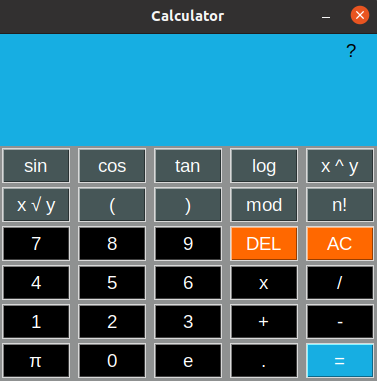 Calculator
?
sin cos tan log x ^ y
x √ y ( ) mod n!
7 8 9 DEL AC
4 5 6 x /
1 2 3 + -
π 0 e . =